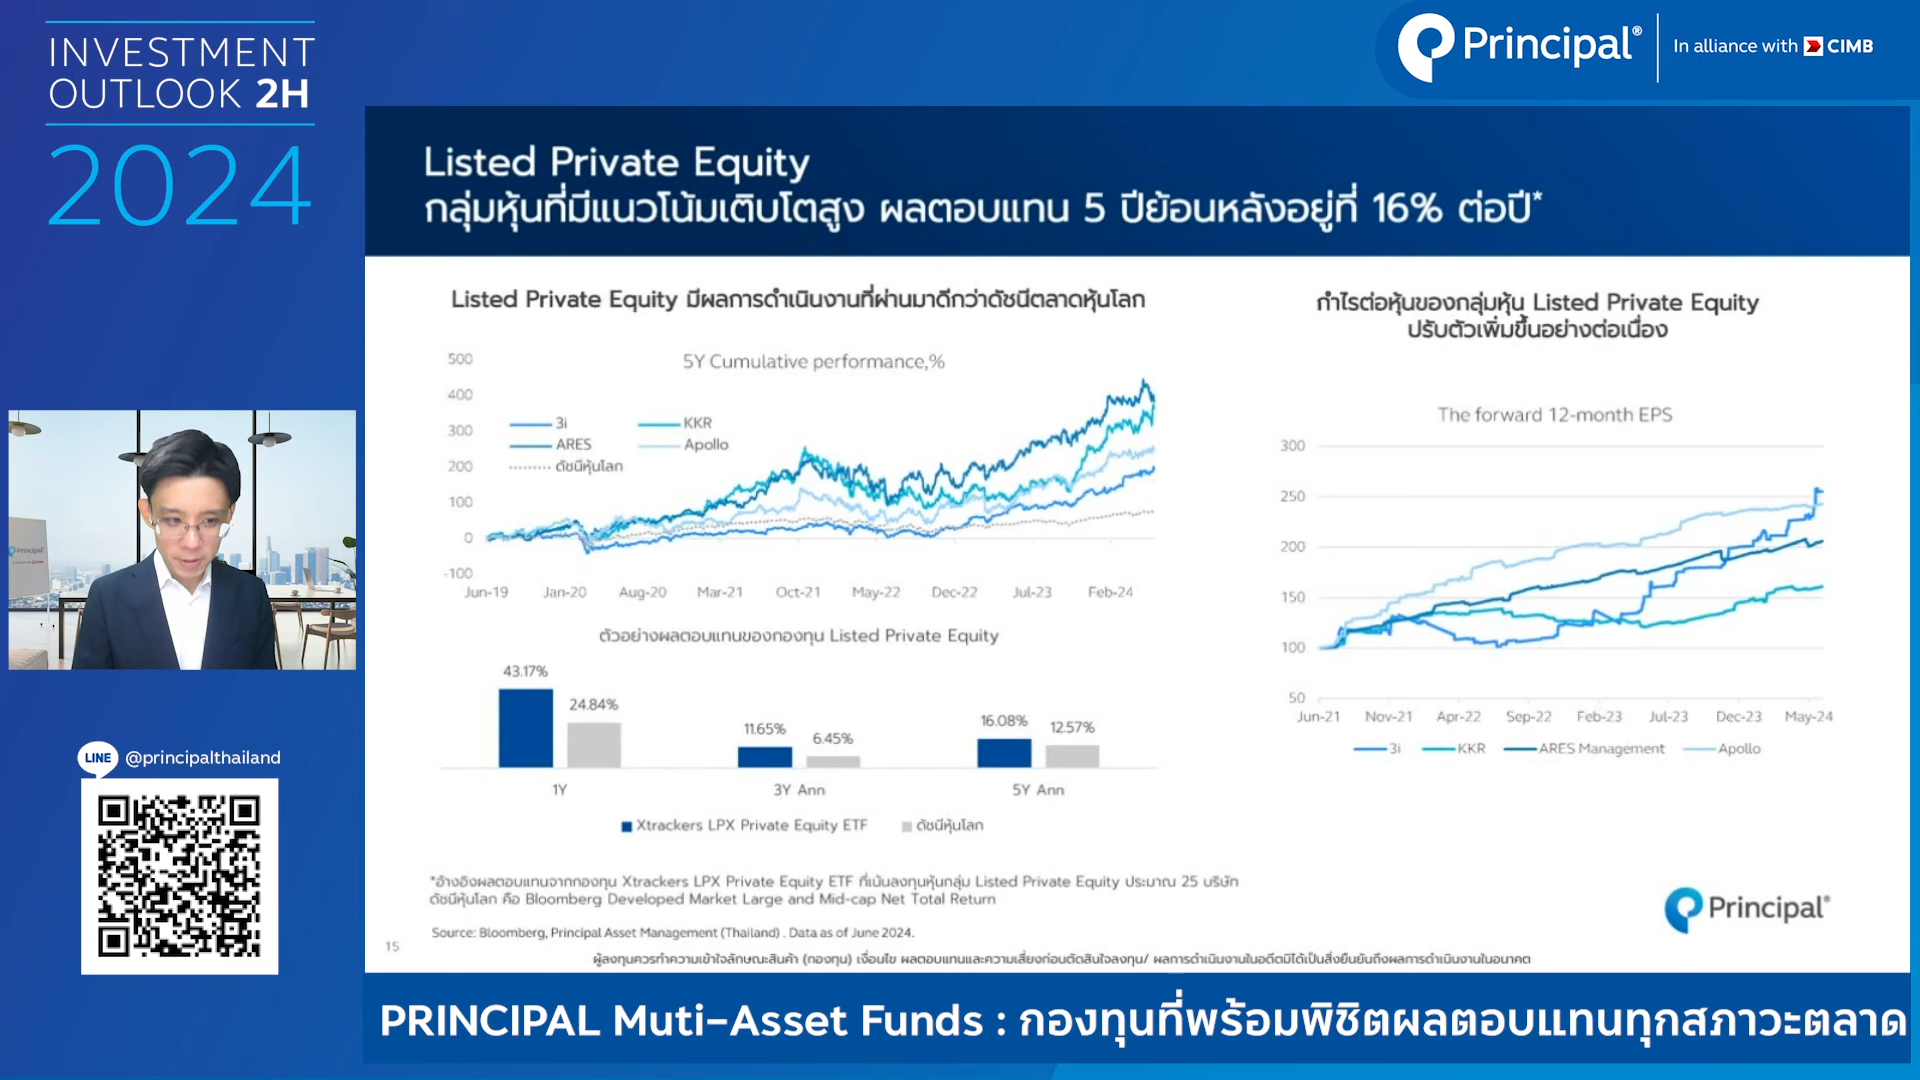 INVESTMENT
OUTLOOK 2H
2024
Principal®
In alliance with CIMB
Listed Private Equity
กลุ่มหุ้นที่มีแนวโน้มเติบโตสูง ผลตอบแทน 5 ปีย้อนหลังอยู่ที่ 16% ต่อปี*
Listed Private Equity มีผลการดำเนินงานที่ผ่านมาดีกว่าดัชนีตลาดหุ้นโลก
5Y Cumulative performance,%
500
400
300
200
100
0
-100
3i
KKR
ARES
Apollo
ดัชนีหุ้นโลก
Jun-19 Jan-20 Aug-20 Mar-21 Oct-21 May-22 Dec-22 Jul-23 Feb-24
ตัวอย่างผลตอบแทนของกองทุน Listed Private Equity
43.17%
24.84%
11.65%
6.45%
16.08%
12.57%
1Y 3Y Ann 5Y Ann
Xtrackers LPX Private Equity ETF ดัชนีหุ้นโลก
กำไรต่อหุ้นของกลุ่มหุ้น Listed Private Equity
ปรับตัวเพิ่มขึ้นอย่างต่อเนื่อง
The forward 12-month EPS
300
250
200
150
100
50
Jun-21 Nov-21 Apr-22 Sep-22 Feb-23 Jul-23 Dec-23 May-24
3i KKR ARES Management Apollo
*อ้างอิงผลตอบแทนจากกองทุน Xtrackers LPX Private Equity ETF ที่เน้นลงทุนหุ้นกลุ่ม Listed Private Equity ประมาณ 25 บริษัท
ดัชนีหุ้นโลก คือ Bloomberg Developed Market Large and Mid-cap Net Total Return
Source: Bloomberg, Principal Asset Management (Thailand) . Data as of June 2024.
15
ผู้ลงทุนควรทำความเข้าใจลักษณะสินค้า (กองทุน) เงื่อนไข ผลตอบแทนและความเสี่ยงก่อนตัดสินใจลงทุน/ ผลการดำเนินงานในอดีตมิได้เป็นสิ่งยืนยันถึงผลการดำเนินงานในอนาคต
Principal®
Principal
LINE @principalthailand
PRINCIPAL Muti-Asset Funds : กองทุนที่พร้อมพิชิตผลตอบแทนทุกสภาวะตลาด